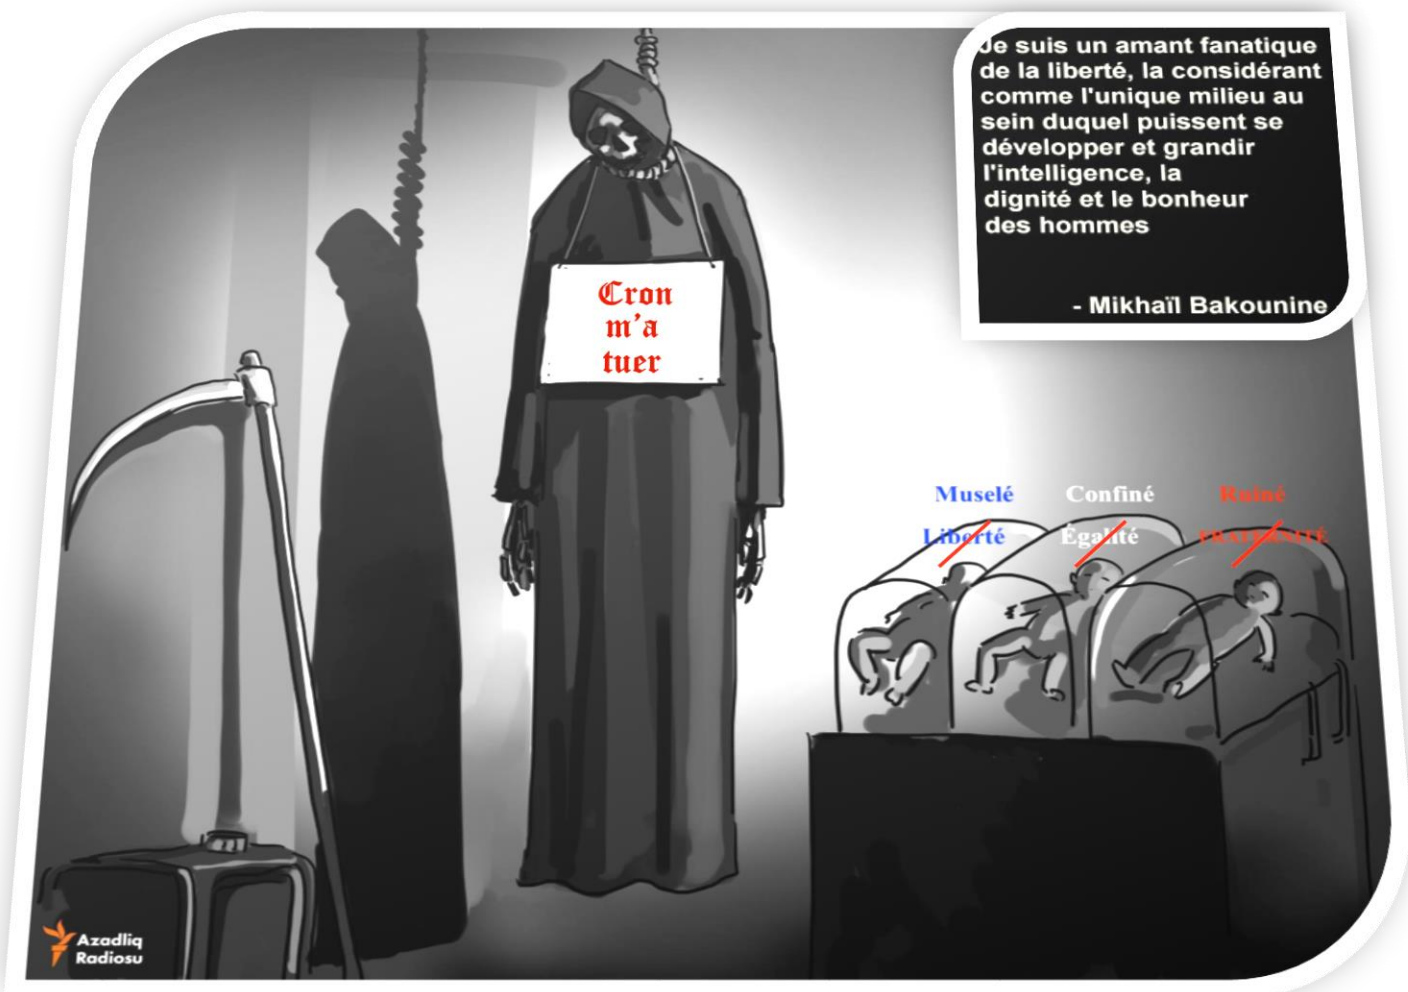 Je suis un amant fanatique
de la liberté, la considérant
comme l'unique milieu au
sein duquel puissent se
développer et grandir
l'intelligence, la
dignité et le bonheur
des hommes
- Mikhaïl Bakounine
Cron
m'a
tuer
Muselé Confiné Ruiné
Liberté Égalité FRATERNITÉ
Azadlıq
Radiosu